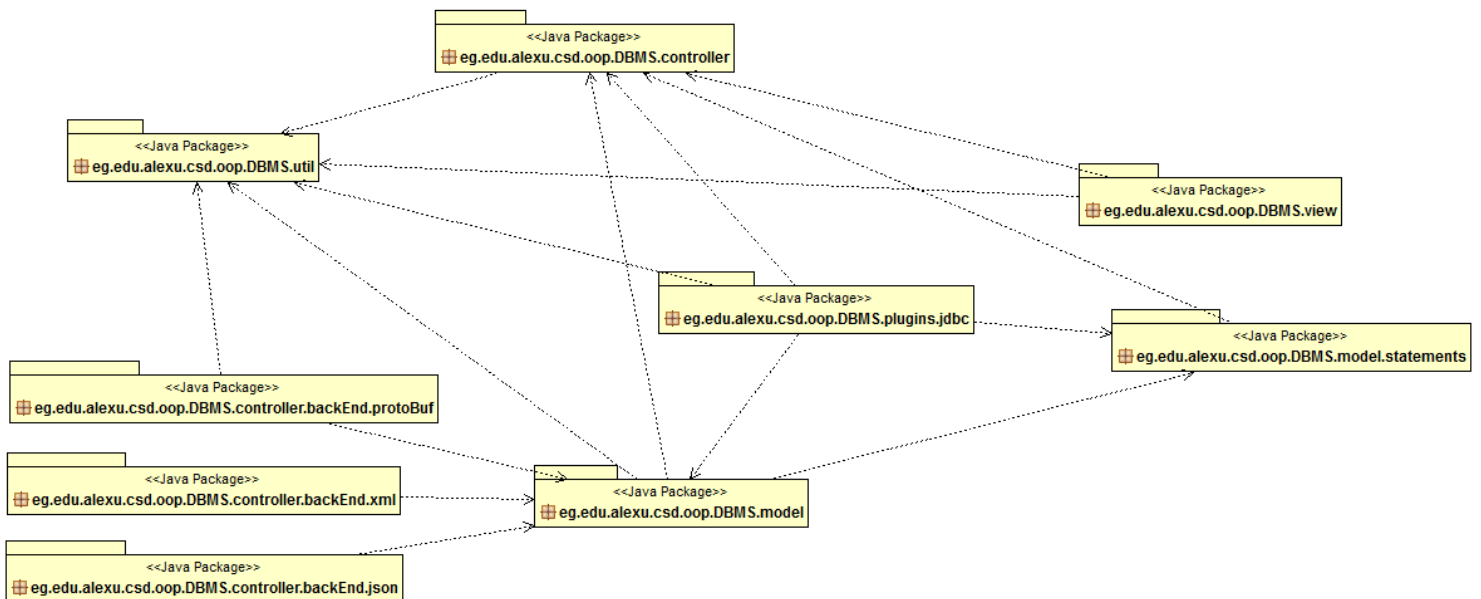 <<Java Package>>
eg.edu.alexu.csd.oop.DBMS.controller
<<Java Package>>
eg.edu.alexu.csd.oop.DBMS.util
<<Java Package>>
eg.edu.alexu.csd.oop.DBMS.view
<<Java Package>>
eg.edu.alexu.csd.oop.DBMS.plugins.jdbc
<<Java Package>>
eg.edu.alexu.csd.oop.DBMS.model.statements
<<Java Package>>
eg.edu.alexu.csd.oop.DBMS.controller.backEnd.protoBuf
<<Java Package>>
eg.edu.alexu.csd.oop.DBMS.controller.backEnd.xml
<<Java Package>>
eg.edu.alexu.csd.oop.DBMS.model
<<Java Package>>
eg.edu.alexu.csd.oop.DBMS.controller.backEnd.json